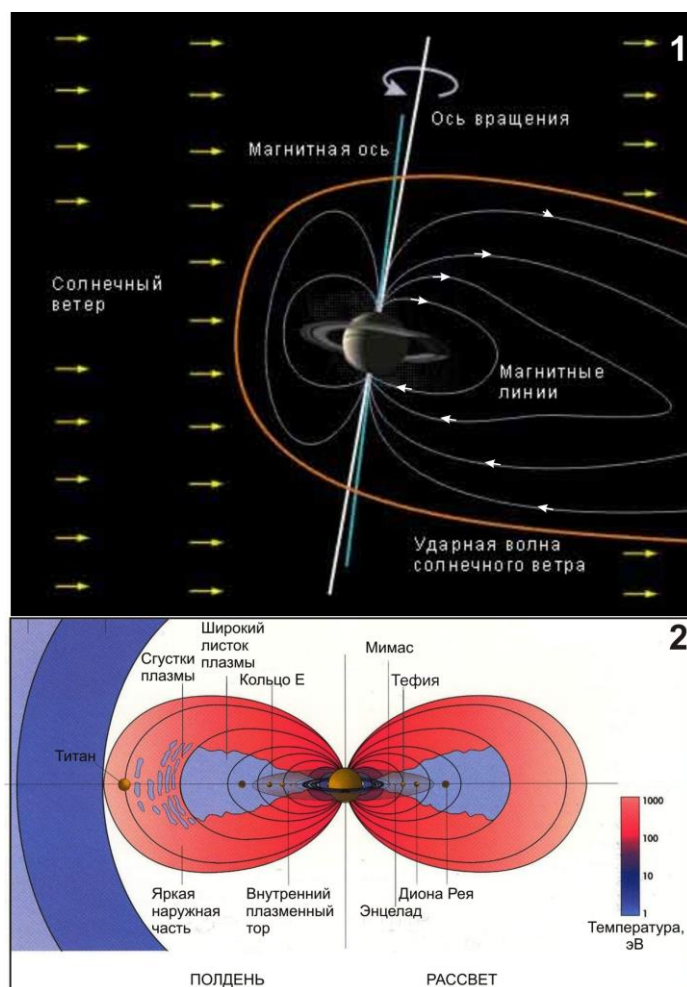 1
Ось вращения
Магнитная ось
Солнечный
ветер
Магнитные
линии
Ударная волна
солнечного ветра
2
Широкий
листок
плазмы
Сгустки
плазмы
Кольцо Е
Мимас
Тефия
Титан
Яркая
наружная
часть
Внутренний
плазменный
тор
Энцелад
Диона Рея
1000
100
10
1
Температура,
эВ
ПОЛДЕНЬ
РАССВЕТ